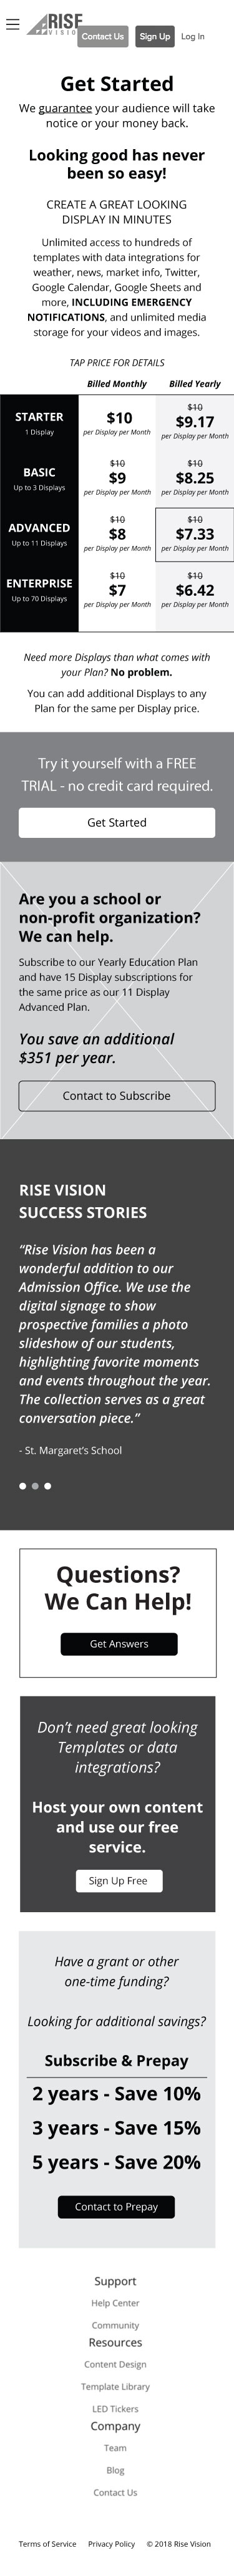 RISE
VISION
Contact Us
Sign Up
Log In
Get Started
We guarantee your audience will take
notice or your money back.
Looking good has never
been so easy!
CREATE A GREAT LOOKING
DISPLAY IN MINUTES
Unlimited access to hundreds of
templates with data integrations for
weather, news, market info, Twitter,
Google Calendar, Google Sheets and
more, INCLUDING EMERGENCY
NOTIFICATIONS, and unlimited media
storage for your videos and images.
TAP PRICE FOR DETAILS
Billed Monthly Billed Yearly
STARTER
1 Display
$10
per Display per Month
$10
$9.17
per Display per Month
BASIC
Up to 3 Displays
$10
$9
per Display per Month
$10
$8.25
per Display per Month
ADVANCED
Up to 11 Displays
$10
$8
per Display per Month
$10
$7.33
per Display per Month
ENTERPRISE
Up to 70 Displays
$10
$7
per Display per Month
$10
$6.42
per Display per Month
Need more Displays than what comes with
your Plan? No problem.
You can add additional Displays to any
Plan for the same per Display price.
Try it yourself with a FREE
TRIAL - no credit card required.
Get Started
Are you a school or
non-profit organization?
We can help.
Subscribe to our Yearly Education Plan
and have 15 Display subscriptions for
the same price as our 11 Display
Advanced Plan.
You save an additional
$351 per year.
Contact to Subscribe
RISE VISION
SUCCESS STORIES
“Rise Vision has been a
wonderful addition to our
Admission Office. We use the
digital signage to show
prospective families a photo
slideshow of our students,
highlighting favorite moments
and events throughout the year.
The collection serves as a great
conversation piece.”
- St. Margaret’s School
Questions?
We Can Help!
Get Answers
Don’t need great looking
Templates or data
integrations?
Host your own content
and use our free
service.
Sign Up Free
Have a grant or other
one-time funding?
Looking for additional savings?
Subscribe & Prepay
2 years - Save 10%
3 years - Save 15%
5 years - Save 20%
Contact to Prepay
Support
Help Center
Community
Resources
Content Design
Template Library
LED Tickers
Company
Team
Blog
Contact Us
Terms of Service Privacy Policy © 2018 Rise Vision